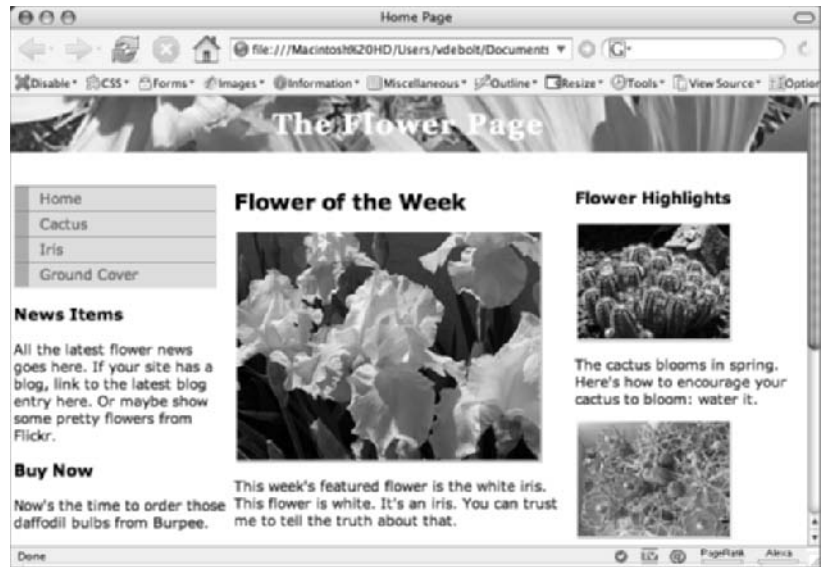 Home Page
file:///Macintosh%20HD/Users/vdebolt/Documents
G
Disable CSS Forms Images Information Miscellaneous Outline Resize Tools View Source Option
The Flower Page
Home
Cactus
Iris
Ground Cover
News Items
All the latest flower news
goes here. If your site has a
blog, link to the latest blog
entry here. Or maybe show
some pretty flowers from
Flickr.
Buy Now
Now's the time to order those
daffodil bulbs from Burpee.
Flower of the Week
This week's featured flower is the white iris.
This flower is white. It's an iris. You can trust
me to tell the truth about that.
Flower Highlights
The cactus blooms in spring.
Here's how to encourage your
cactus to bloom: water it.
Done
PageRank Alexa